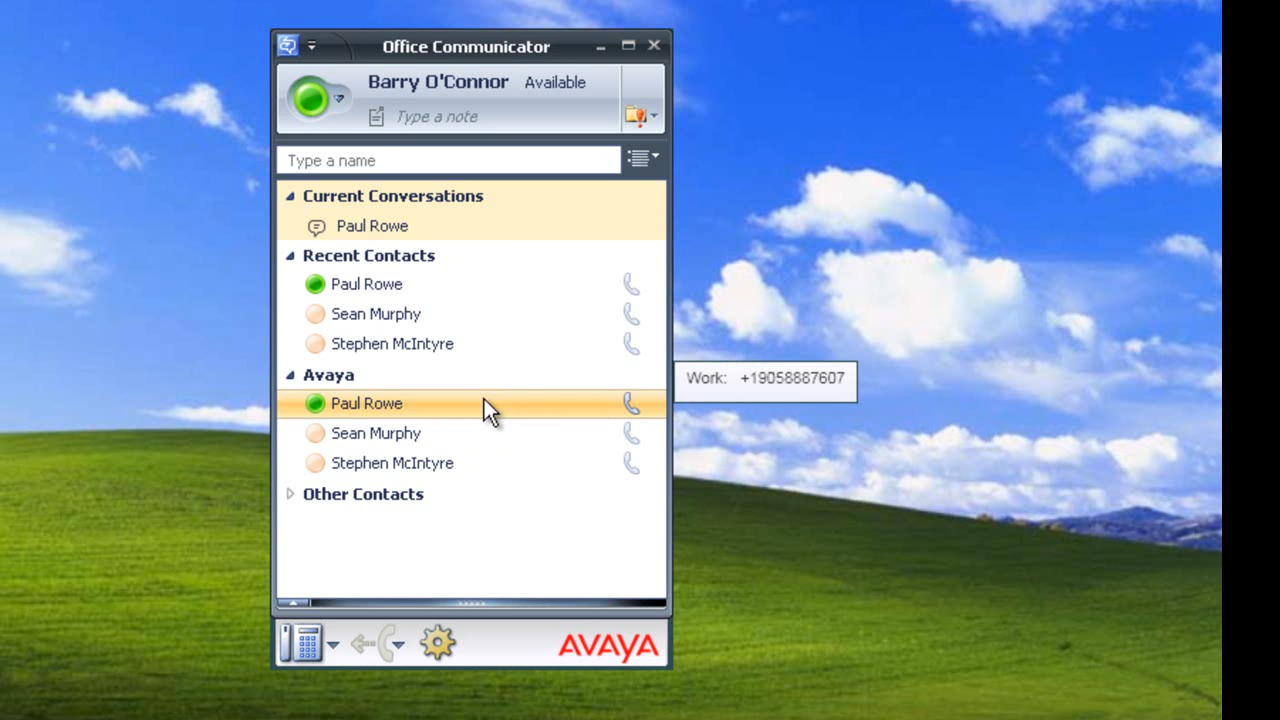 Office Communicator
Barry O'Connor Available
Type a note
Type a name
Current Conversations
Paul Rowe
Recent Contacts
Paul Rowe
Sean Murphy
Stephen McIntyre
Avaya
Work: +19058887607
Paul Rowe
Sean Murphy
Stephen McIntyre
Other Contacts
AVAYA